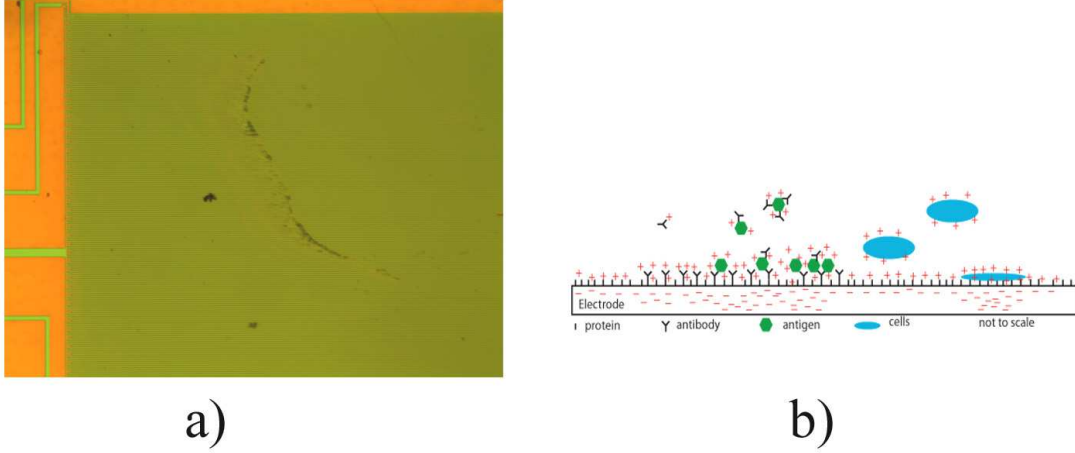 Electrode
protein antibody antigen cells not to scale
a) b)